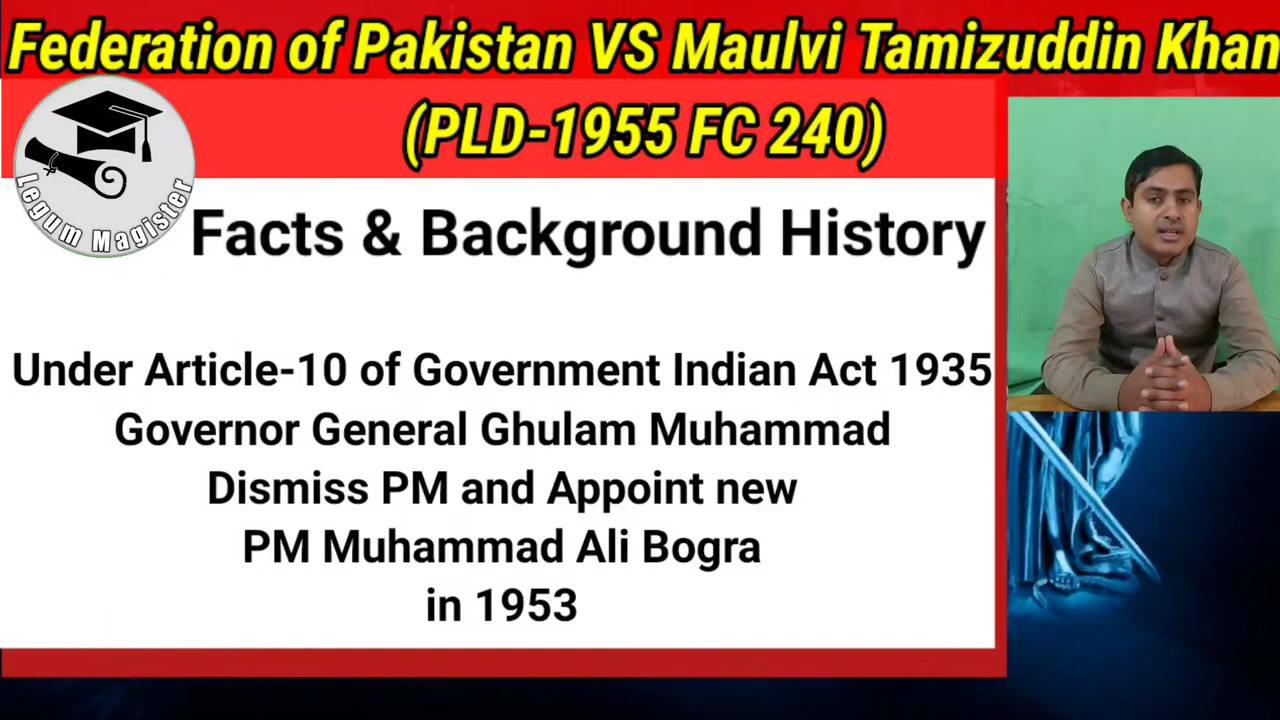 Federation of Pakistan VS Maulvi Tamizuddin Khan
(PLD-1955 FC 240)
Legum Magister
Facts & Background History
Under Article-10 of Government Indian Act 1935
Governor General Ghulam Muhammad
Dismiss PM and Appoint new
PM Muhammad Ali Bogra
in 1953